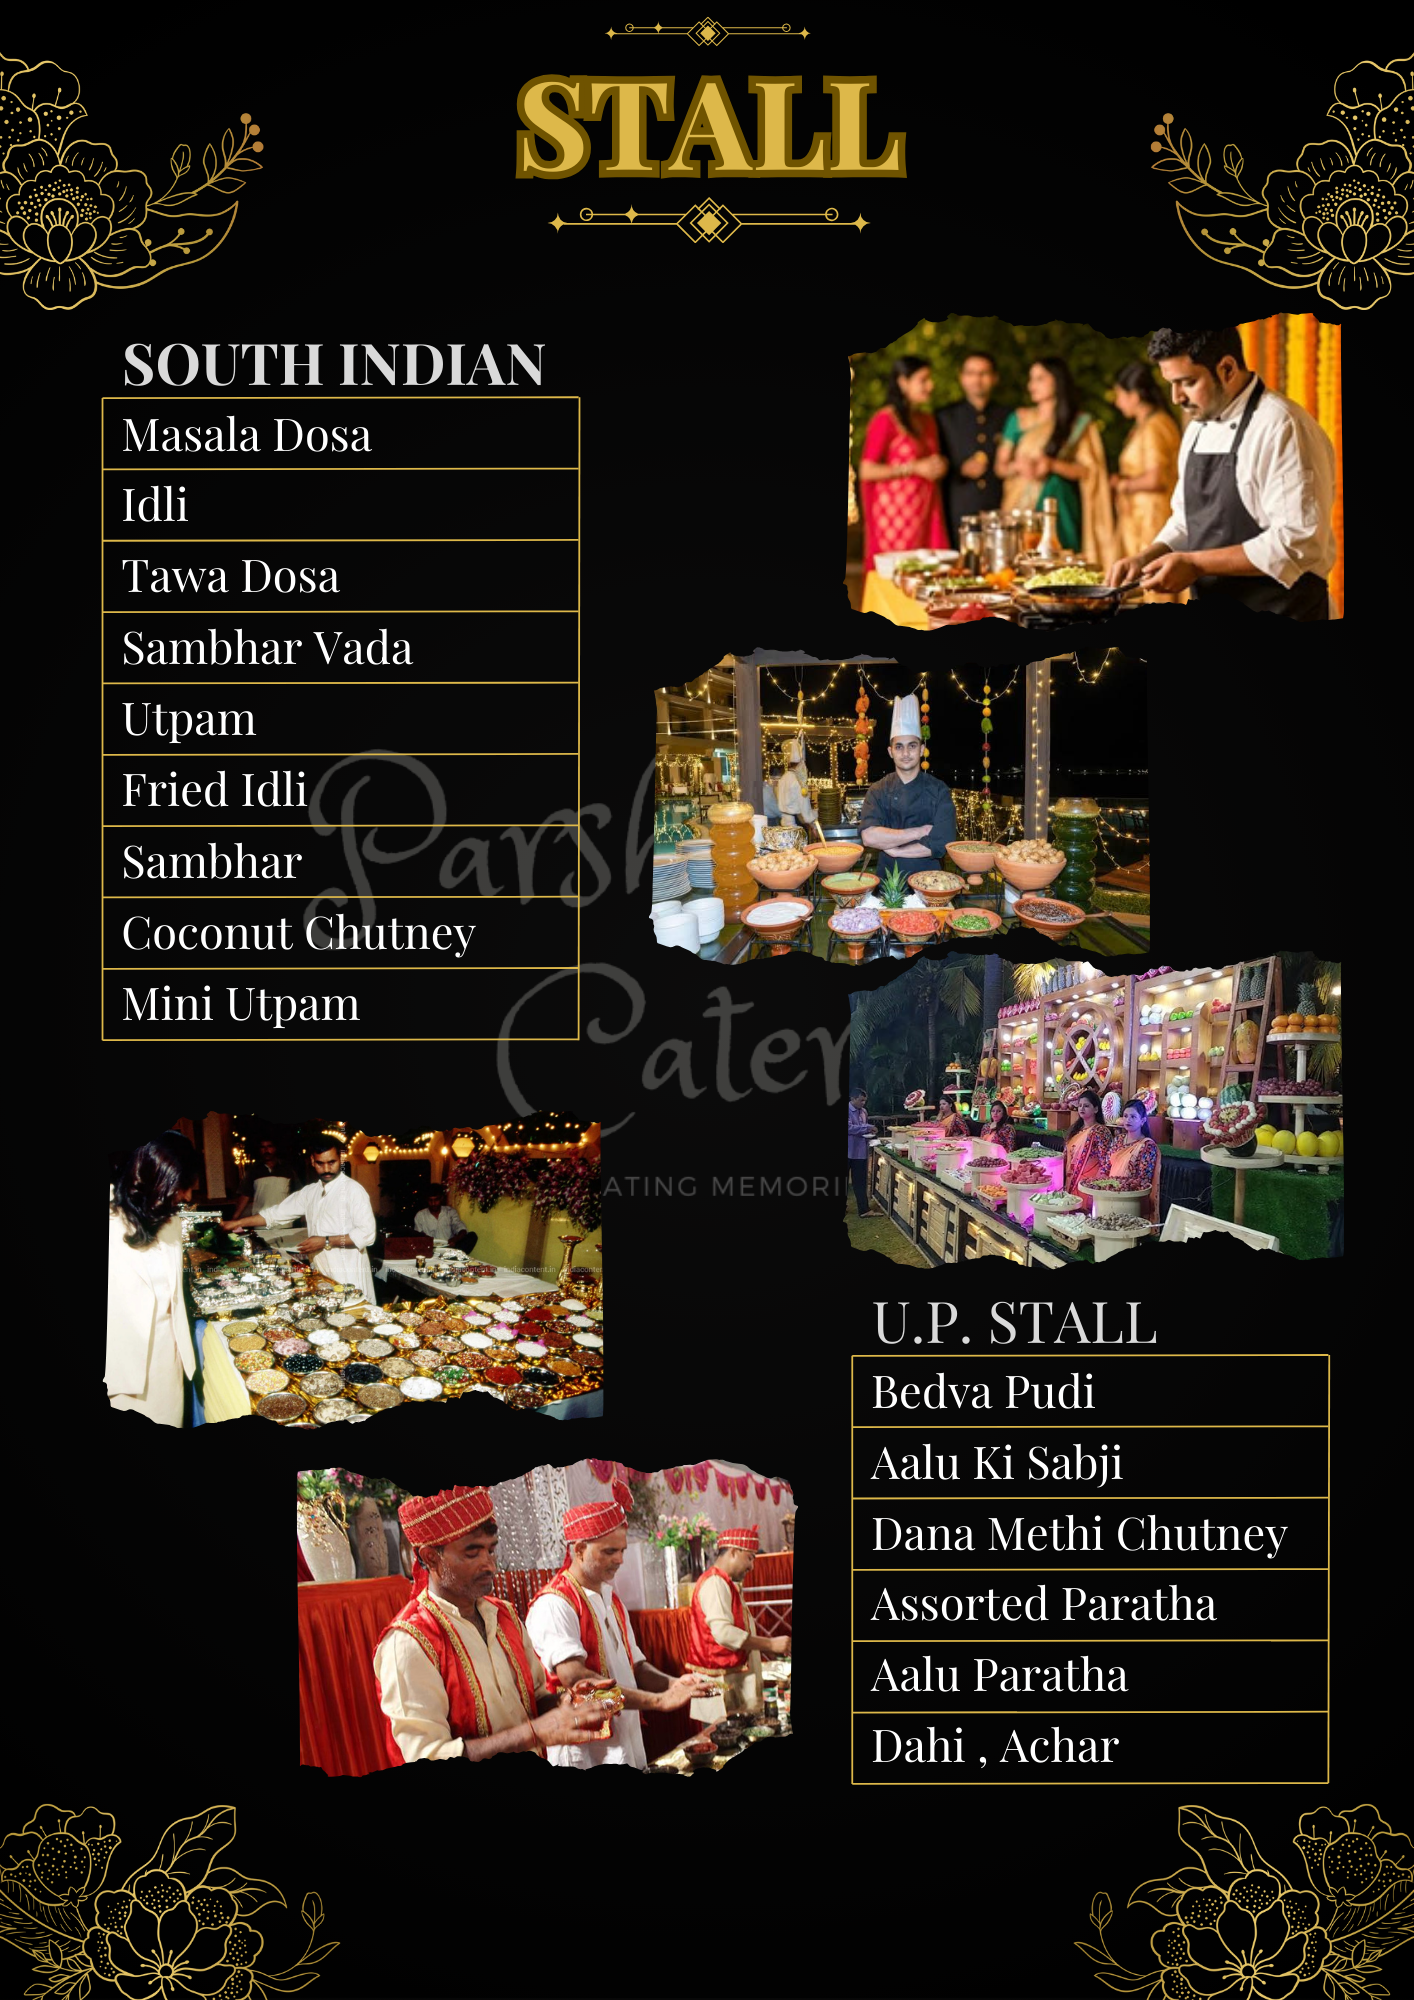 STALL
SOUTH INDIAN
Masala Dosa
Idli
Tawa Dosa
Sambhar Vada
Utpam
Fried Idli
Sambhar
Coconut Chutney
Mini Utpam
Parsh
Cater
ATING MEMORI
U.P. STALL
Bedva Pudi
Aalu Ki Sabji
Dana Methi Chutney
Assorted Paratha
Aalu Paratha
Dahi , Achar